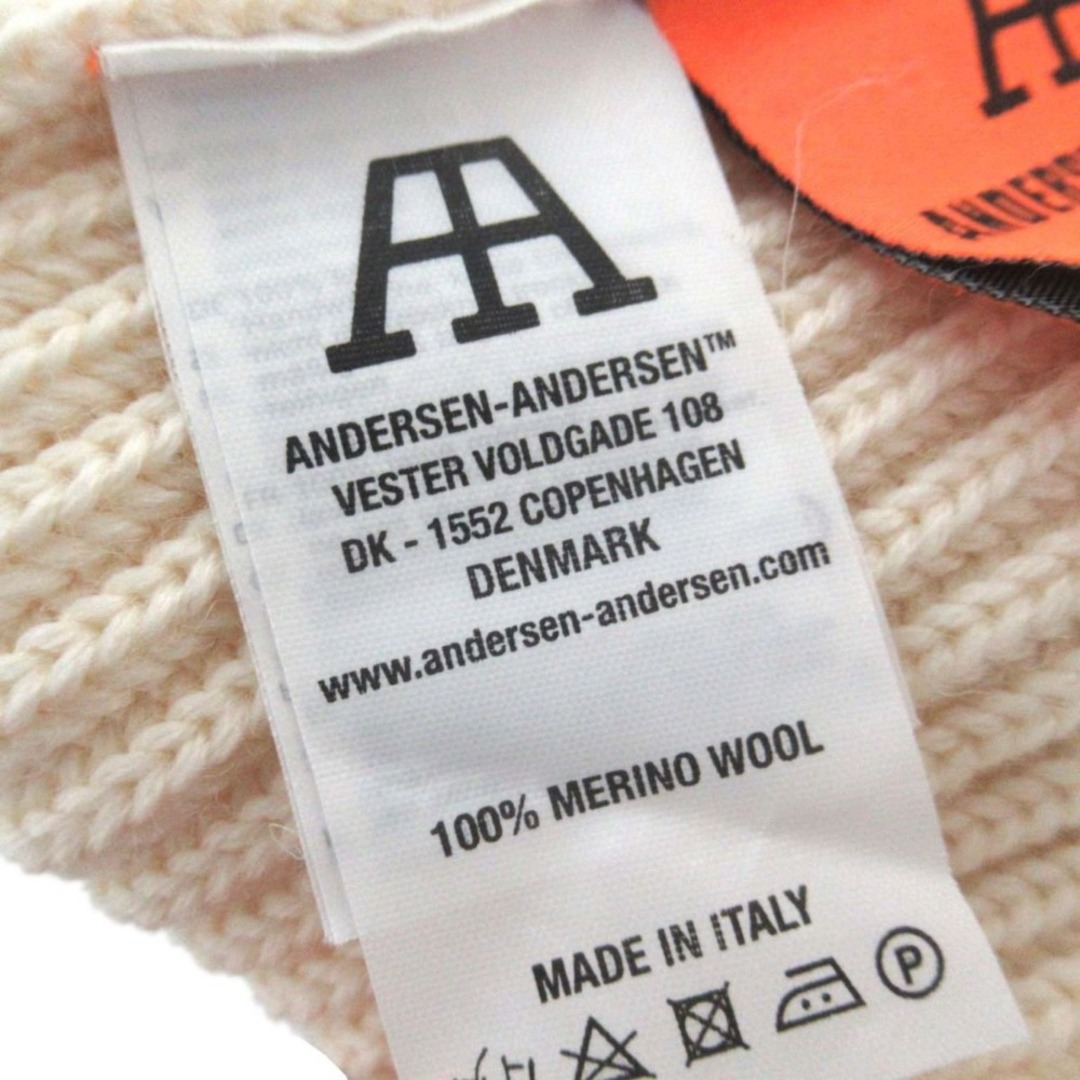 ANDERSEN-ANDERSEN™
VESTER VOLDGADE 108
DK - 1552 COPENHAGEN
DENMARK
www.andersen-andersen.com
100% MERINO WOOL
MADE IN ITALY
P